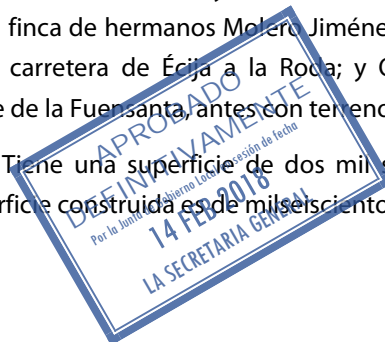 finca de hermanos Molero Jiméne
carretera de Écija a la Roda; y
e de la Fuensanta, antes con terreno
Tiene una superficie de dos mil s
rficie construida es de milseisciento
APROBADO
DEFINITIVAMENTE
Por la Junta de Gobierno Local en sesión de fecha
14 FEB 2018
LA SECRETARIA GENERAL